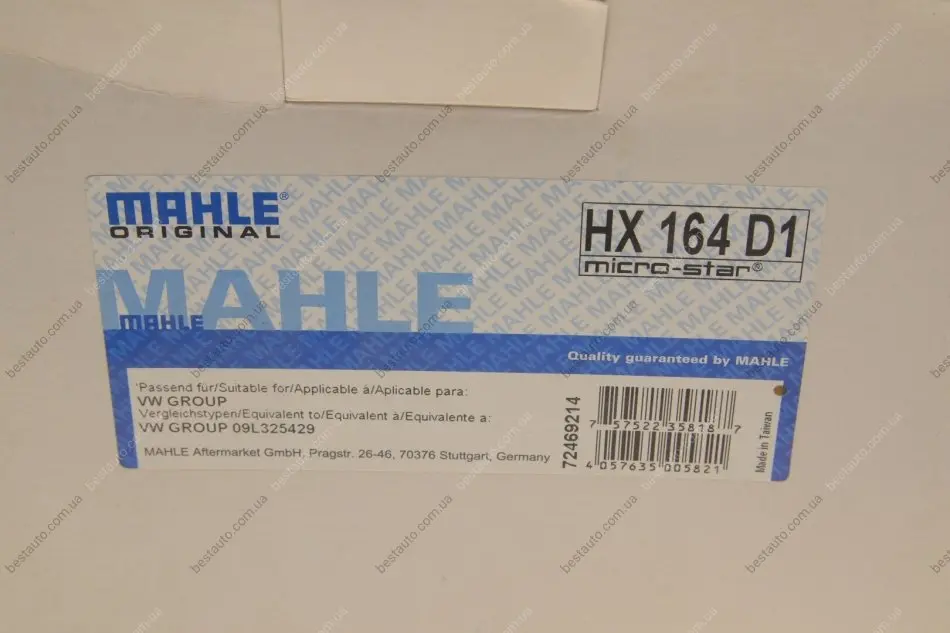 MAHLE®
ORIGINAL
HX 164 D1
micro-star®
MAHLE
MAHLE
Quality guaranteed by MAHLE
Passend für/Suitable for/Applicable à/Aplicable para:
VW GROUP
Vergleichstypen/Equivalent to/Equivalent à/Equivalente a:
VW GROUP 09L325429
MAHLE Aftermarket GmbH, Pragstr. 26-46, 70376 Stuttgart, Germany
72469214
7 57522 35818 7
4 057635 005821
Made in Taiwan
bestauto.com.ua